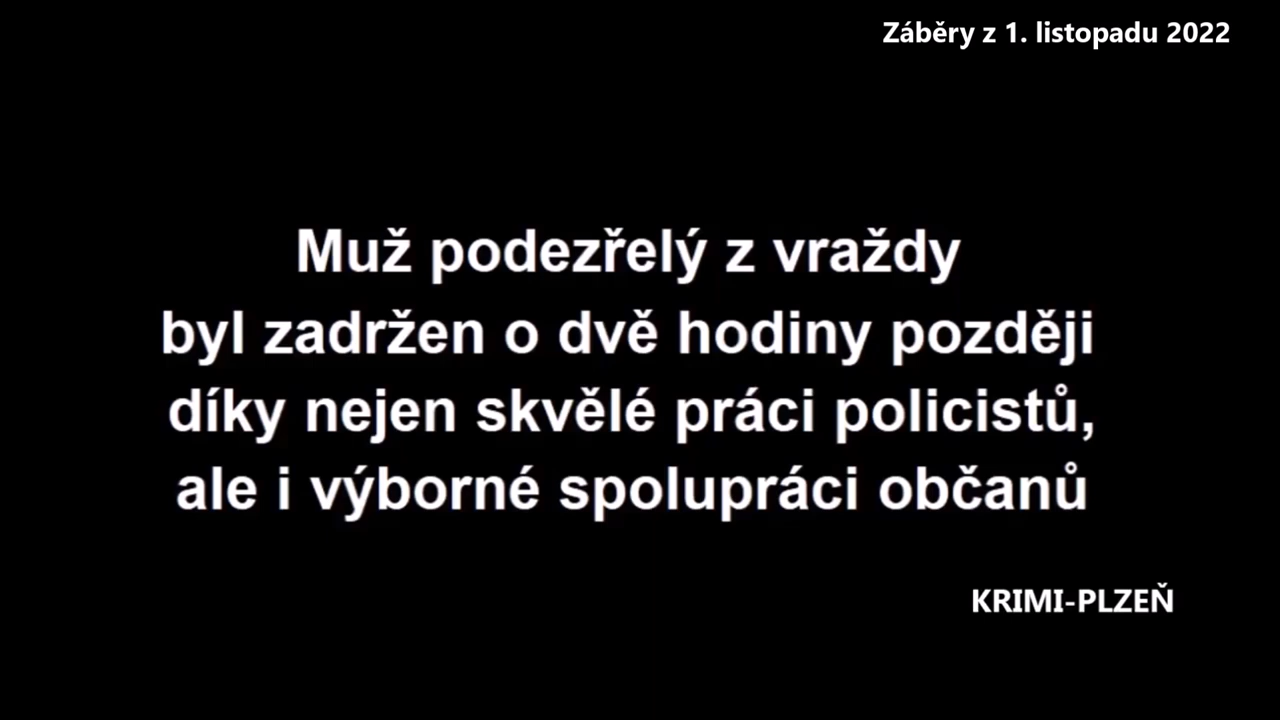 Záběry z 1. listopadu 2022
Muž podezřelý z vraždy
byl zadržen o dvě hodiny později
díky nejen skvělé práci policistů,
ale i výborné spolupráci občanů
KRIMI-PLZEŇ